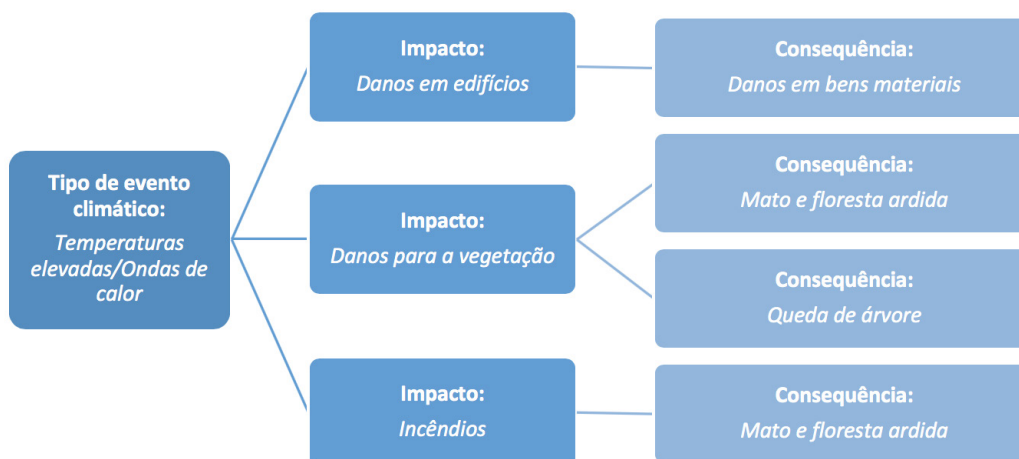 Tipo de evento
climático:
Temperaturas
elevadas/Ondas de
calor
Impacto:
Danos em edifícios
Consequência:
Danos em bens materiais
Impacto:
Danos para a vegetação
Consequência:
Mato e floresta ardida
Consequência:
Queda de árvore
Impacto:
Incêndios
Consequência:
Mato e floresta ardida